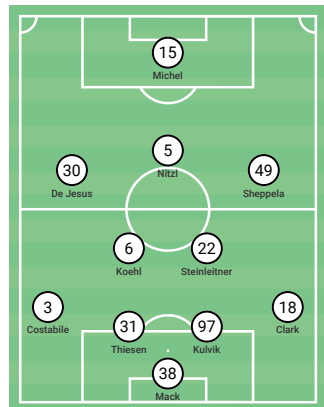 15
Michel
5
Nitzl
30
De Jesus
49
Sheppela
6
Koehl
22
Steinleitner
3
Costabile
18
Clark
31
Thiesen
97
Kulvik
38
Mack